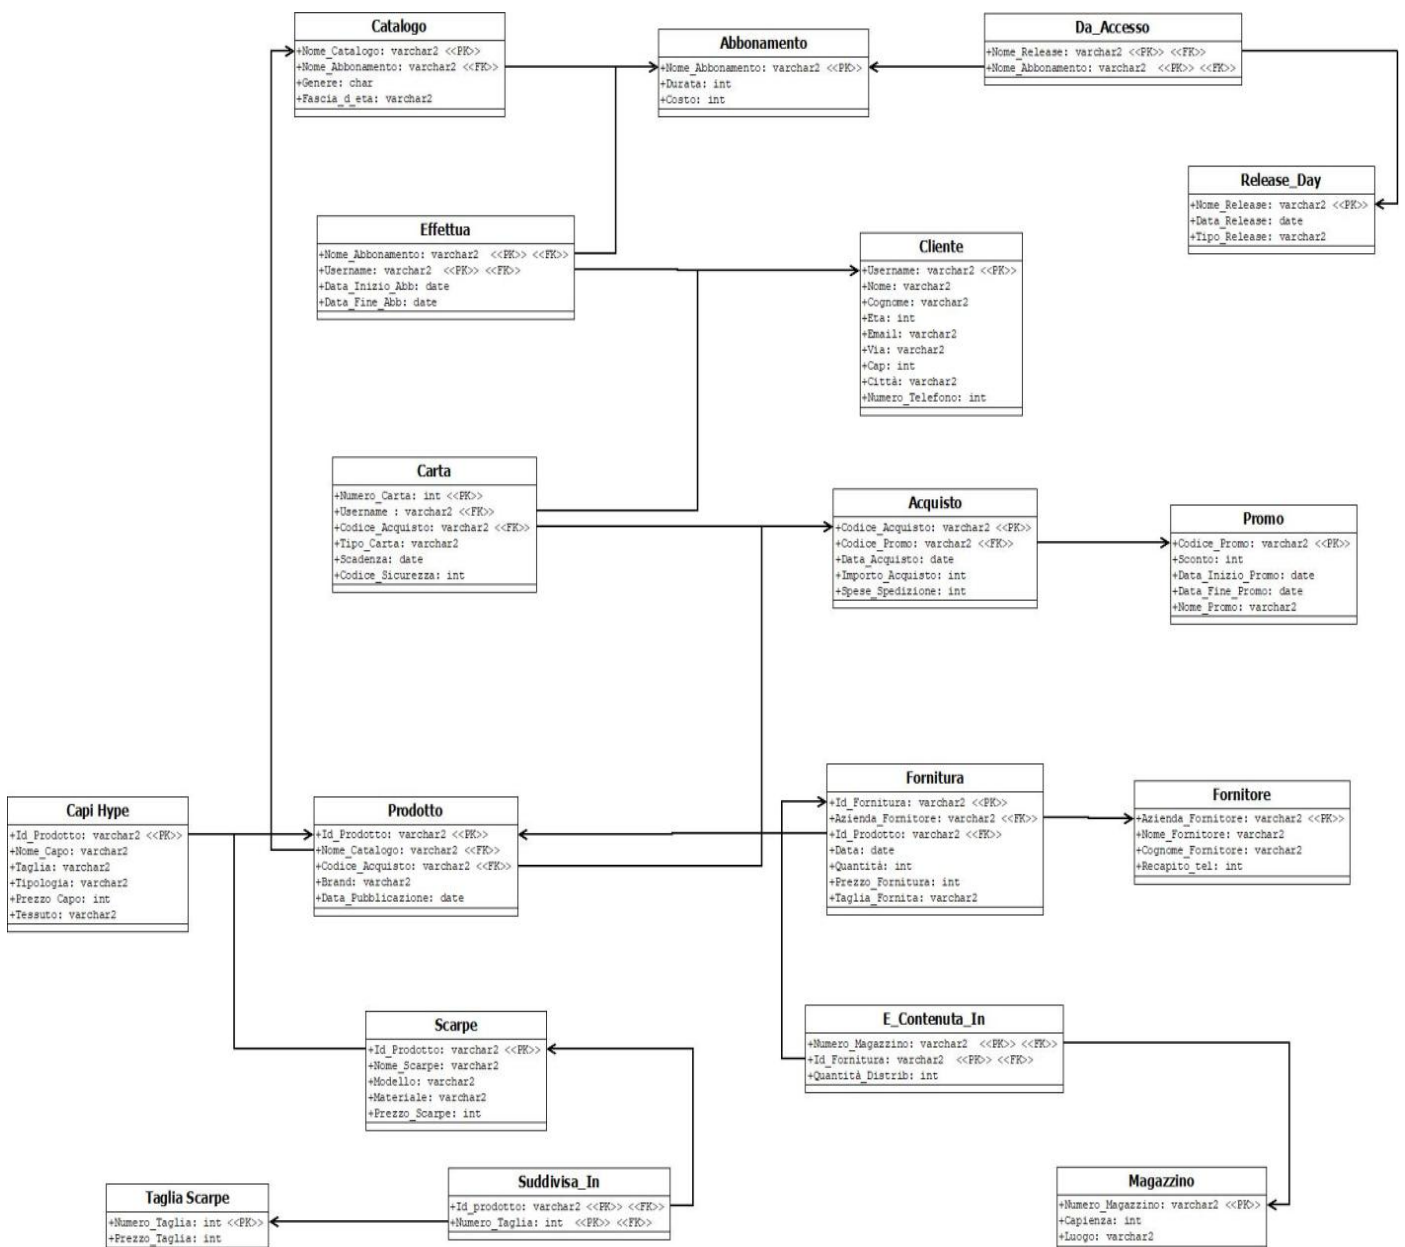 Catalogo
+Nome_Catalogo: varchar2 <<PK>>
+Nome_Abbonamento: varchar2 <<FK>>
+Genere: char
+Fascia_d_eta: varchar2
Abbonamento
+Nome_Abbonamento: varchar2 <<PK>>
+Durata: int
+Costo: int
Da_Accesso
+Nome_Release: varchar2 <<PK>> <<FK>>
+Nome_Abbonamento: varchar2 <<PK>> <<FK>>
Release_Day
+Nome_Release: varchar2 <<PK>>
+Data_Release: date
+Tipo_Release: varchar2
Effettua
+Nome_Abbonamento: varchar2 <<PK>> <<FK>>
+Username: varchar2 <<PK>> <<FK>>
+Data_Inizio_Abb: date
+Data_Fine_Abb: date
Cliente
+Username: varchar2 <<PK>>
+Nome: varchar2
+Cognome: varchar2
+Eta: int
+Email: varchar2
+Via: varchar2
+Cap: int
+Città: varchar2
+Numero_Telefono: int
Carta
+Numero_Carta: int <<PK>>
+Username : varchar2 <<FK>>
+Codice_Acquisto: varchar2 <<FK>>
+Tipo_Carta: varchar2
+Scadenza: date
+Codice_Sicurezza: int
Acquisto
+Codice_Acquisto: varchar2 <<PK>>
+Codice_Promo: varchar2 <<FK>>
+Data_Acquisto: date
+Importo_Acquisto: int
+Spese_Spedizione: int
Promo
+Codice_Promo: varchar2 <<PK>>
+Sconto: int
+Data_Inizio_Promo: date
+Data_Fine_Promo: date
+Nome_Promo: varchar2
Capi Hype
+Id_Prodotto: varchar2 <<PK>>
+Nome_Capo: varchar2
+Taglia: varchar2
+Tipologia: varchar2
+Prezzo Capo: int
+Tessuto: varchar2
Prodotto
+Id_Prodotto: varchar2 <<PK>>
+Nome_Catalogo: varchar2 <<FK>>
+Codice_Acquisto: varchar2 <<FK>>
+Brand: varchar2
+Data_Pubblicazione: date
Fornitura
+Id_Fornitura: varchar2 <<PK>>
+Azienda_Fornitore: varchar2 <<FK>>
+Id_Prodotto: varchar2 <<FK>>
+Data: date
+Quantità: int
+Prezzo_Fornitura: int
+Taglia_Fornita: varchar2
Fornitore
+Azienda_Fornitore: varchar2 <<PK>>
+Nome_Fornitore: varchar2
+Cognome_Fornitore: varchar2
+Recapito_tel: int
Scarpe
+Id_Prodotto: varchar2 <<PK>>
+Nome_Scarpe: varchar2
+Modello: varchar2
+Materiale: varchar2
+Prezzo_Scarpe: int
E_Contenuta_In
+Numero_Magazzino: varchar2 <<PK>> <<FK>>
+Id_Fornitura: varchar2 <<PK>> <<FK>>
+Quantità_Distrib: int
Taglia Scarpe
+Numero_Taglia: int <<PK>>
+Prezzo_Taglia: int
Suddivisa_In
+Id_prodotto: varchar2 <<PK>> <<FK>>
+Numero_Taglia: int <<PK>> <<FK>>
Magazzino
+Numero_Magazzino: varchar2 <<PK>>
+Capienza: int
+Luogo: varchar2